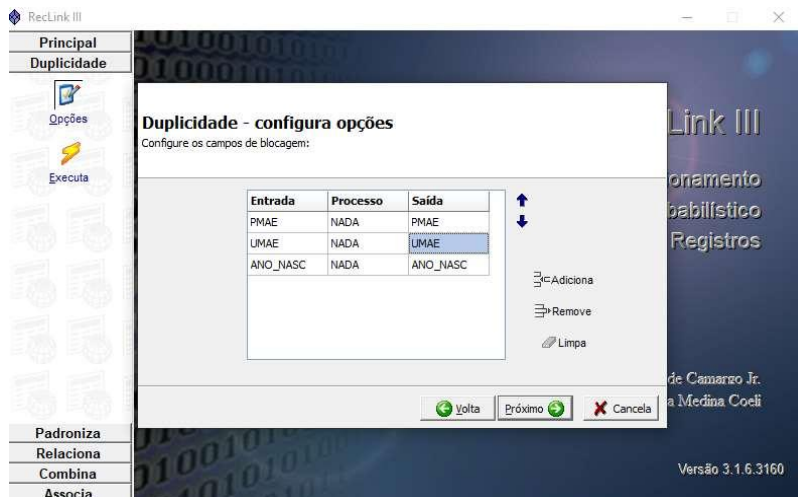 RecLink III
Principal
Duplicidade
Opções
Executa
Padroniza
Relaciona
Combina
Associa
Duplicidade - configura opções
Configure os campos de blocagem:
Entrada Processo Saída
PMAE NADA PMAE
UMAE NADA UMAE
ANO_NASC NADA ANO_NASC
Adiciona
Remove
Limpa
Volta Próximo Cancela
Link III
onamento
babilístico
Registros
de Camargo Jr.
a Medina Coeli
Versão 3.1.6.3160